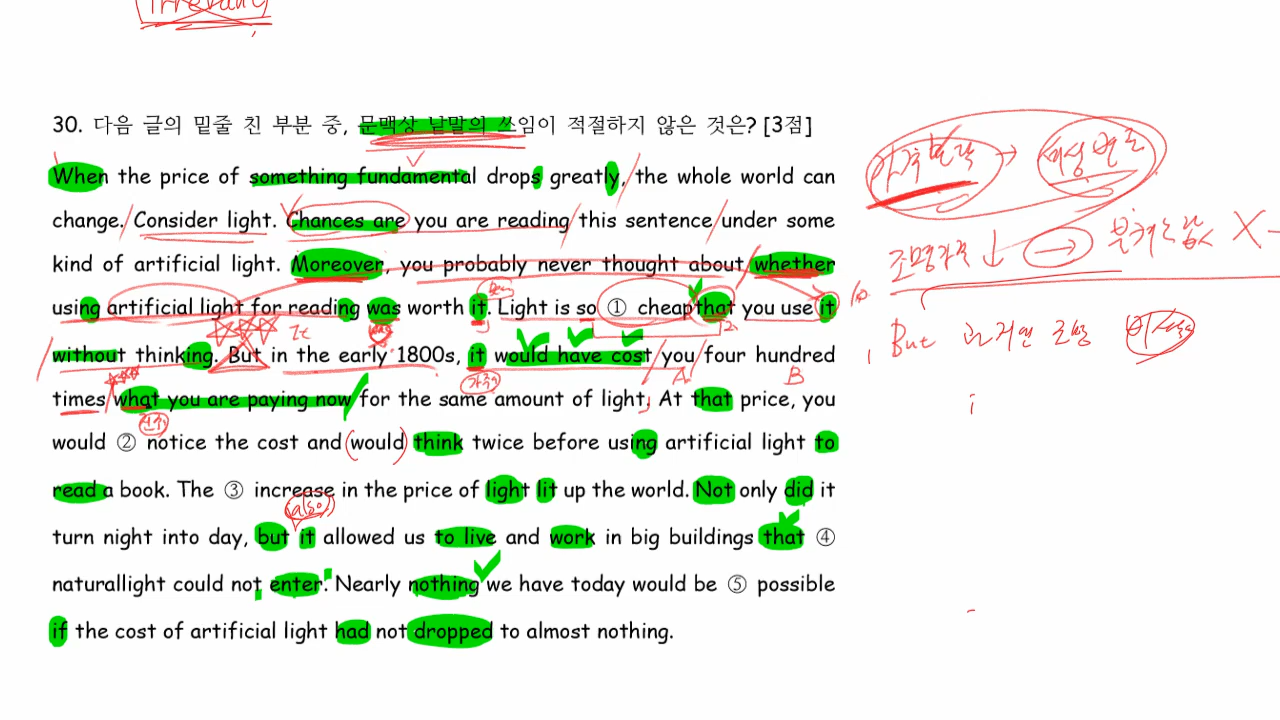 Irrelevant
30. 다음 글의 밑줄 친 부분 중, 문맥상 낱말의 쓰임이 적절하지 않은 것은? [3점]
When the price of something fundamental drops greatly, the whole world can
change. Consider light. Chances are you are reading this sentence under some
kind of artificial light. Moreover, you probably never thought about whether
using artificial light for reading was worth it. Light is so ① cheap that you use it
without thinking. But in the early 1800s, it would have cost you four hundred
times what you are paying now for the same amount of light. At that price, you
would ② notice the cost and (would) think twice before using artificial light to
read a book. The ③ increase in the price of light lit up the world. Not only did it
also
turn night into day, but it allowed us to live and work in big buildings that ④
naturallight could not enter. Nearly nothing we have today would be ⑤ possible
if the cost of artificial light had not dropped to almost nothing.
가격 변화 → 세상 변화
조명가격 ↓ →
But 과거엔 조명
A
B